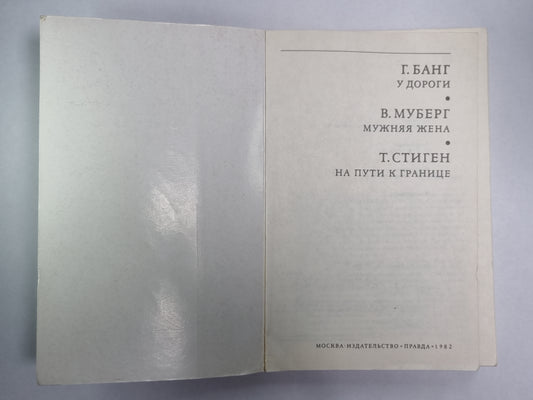 Г. БАНГ
У ДОРОГИ
•
В. МУБЕРГ
МУЖНЯЯ ЖЕНА
•
Т. СТИГЕН
НА ПУТИ К ГРАНИЦЕ
МОСКВА·ИЗДАТЕЛЬСТВО «ПРАВДА»·1982